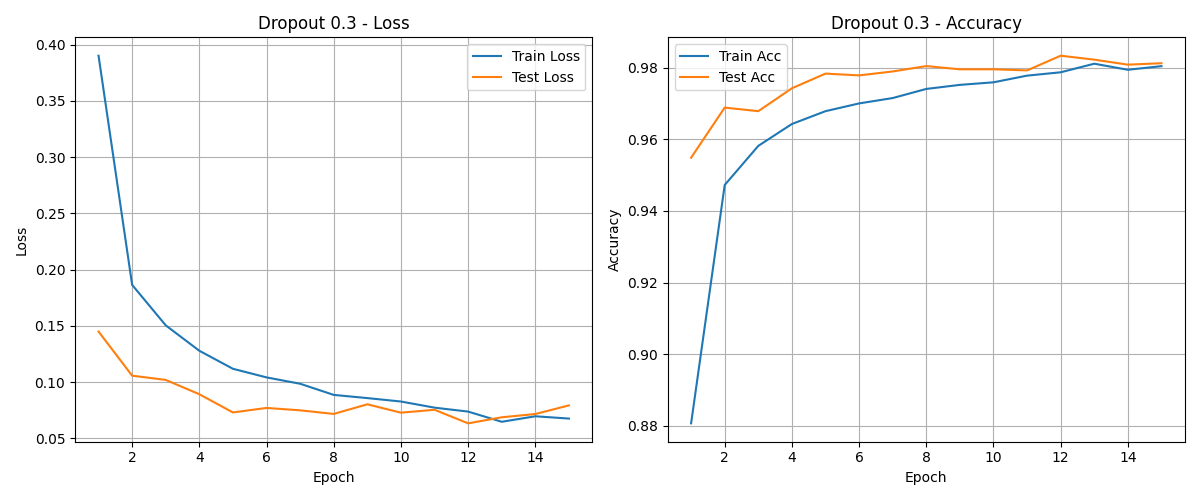 Dropout 0.3 - Loss
0.40
0.35
0.30
0.25
0.20
0.15
0.10
0.05
Loss
Train Loss
Test Loss
2 4 6 8 10 12 14
Epoch
Dropout 0.3 - Accuracy
0.98
0.96
0.94
0.92
0.90
0.88
Accuracy
Train Acc
Test Acc
2 4 6 8 10 12 14
Epoch